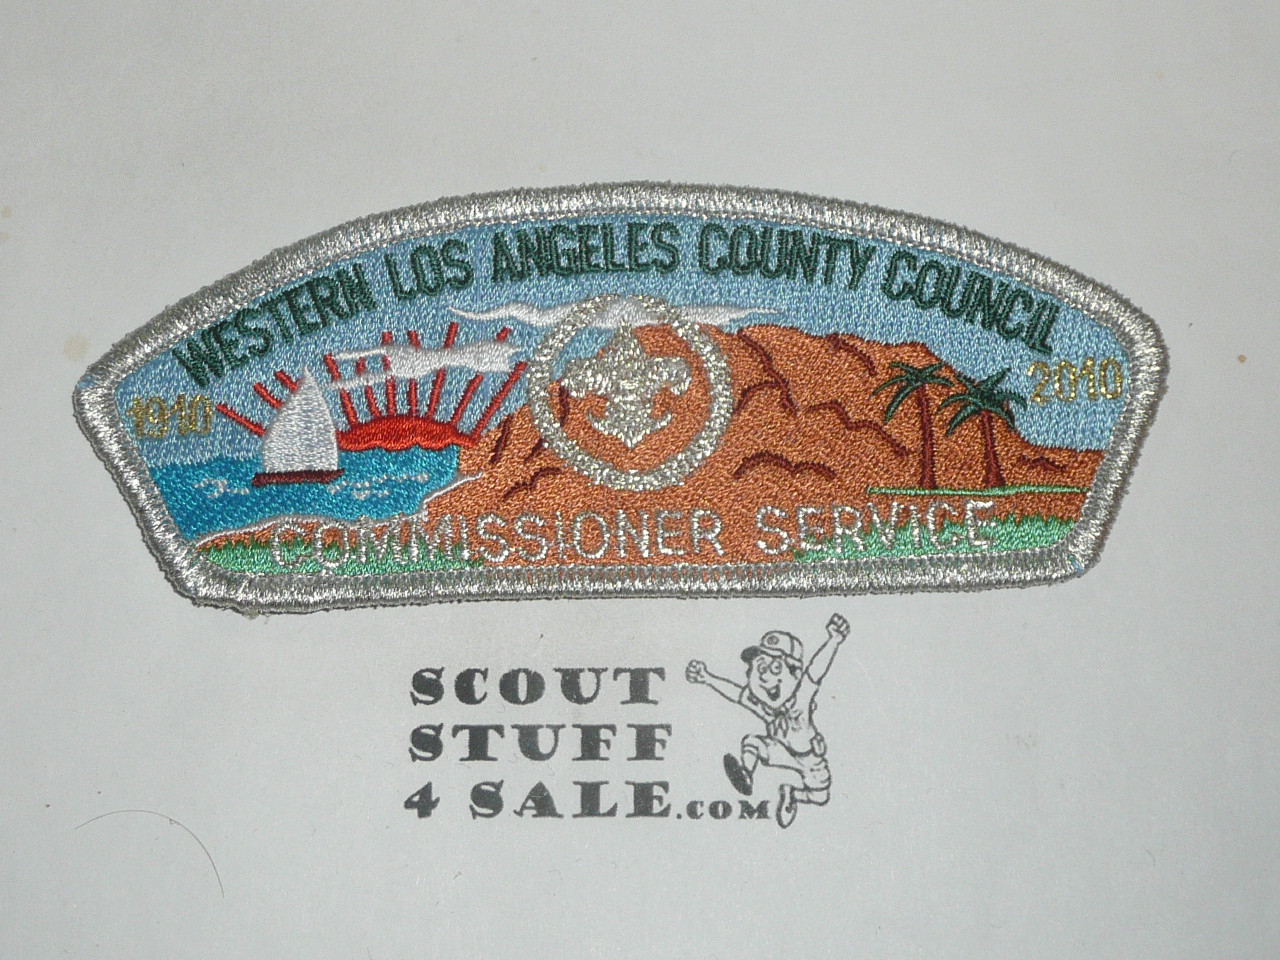 WESTERN LOS ANGELES COUNTY COUNCIL
1910 2010
COMMISSIONER SERVICE
SCOUT
STUFF
4 SALE.COM